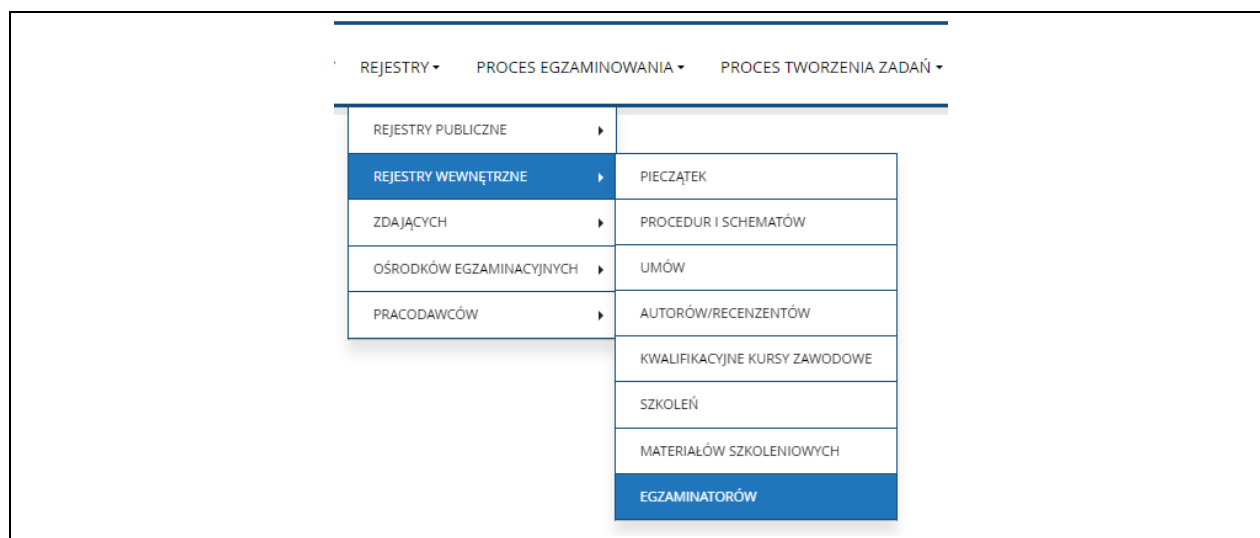 REJESTRY PROCES EGZAMINOWANIA PROCES TWORZENIA ZADAŃ
REJESTRY PUBLICZNE
REJESTRY WEWNĘTRZNE
ZDAJĄCYCH
OŚRODKÓW EGZAMINACYJNYCH
PRACODAWCÓW
PIECZĄTEK
PROCEDUR I SCHEMATÓW
UMÓW
AUTORÓW/RECENZENTÓW
KWALIFIKACYJNE KURSY ZAWODOWE
SZKOLEŃ
MATERIAŁÓW SZKOLENIOWYCH
EGZAMINATORÓW